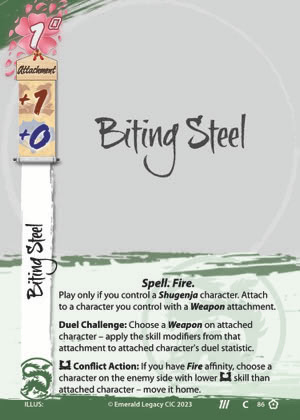 1
Attachment
+1
+0
Biting Steel
Biting Steel
Spell. Fire.
Play only if you control a Shugenja character. Attach
to a character you control with a Weapon attachment.
Duel Challenge: Choose a Weapon on attached
character – apply the skill modifiers from that
attachment to attached character's duel statistic.
Conflict Action: If you have Fire affinity, choose a
character on the enemy side with lower skill than
attached character – move it home.
ILLUS:
© Emerald Legacy CIC 2023
C
86